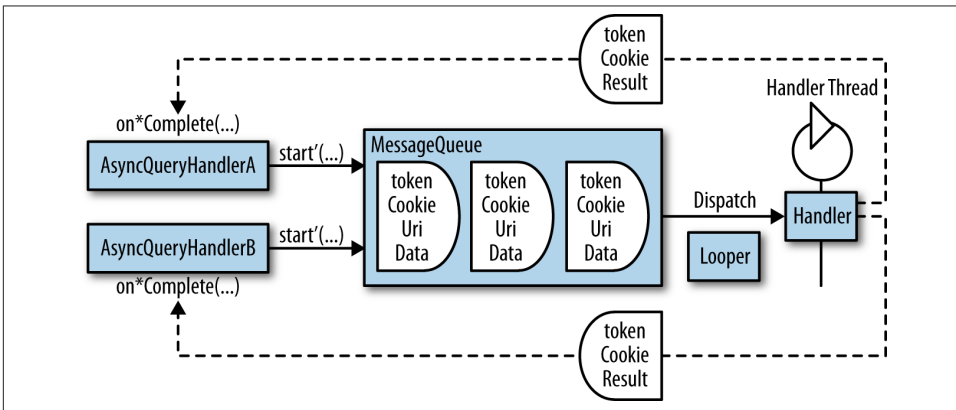 token
Cookie
Result
Handler Thread
on*Complete(...)
AsyncQueryHandlerA
start'(...)
MessageQueue
token
Cookie
Uri
Data
token
Cookie
Uri
Data
token
Cookie
Uri
Data
Dispatch
Handler
Looper
AsyncQueryHandlerB
start'(...)
on*Complete(...)
token
Cookie
Result